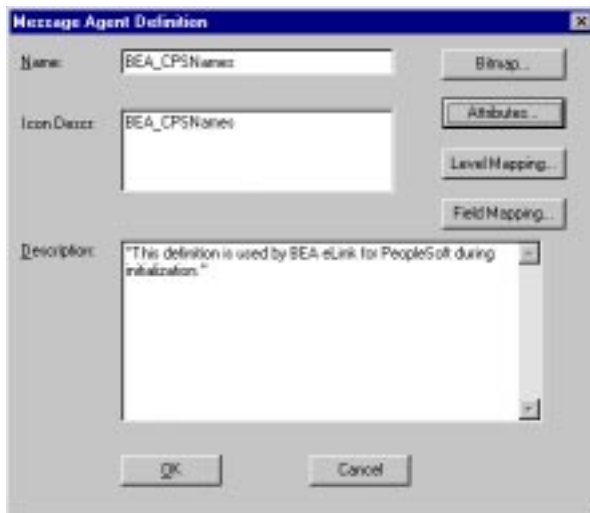 Message Agent Definition
Name: BEA_CPSNames Bitmap...
Icon Descr: BEA_CPSNames Attributes...
Level Mapping...
Field Mapping...
Description: "This definition is used by BEA eLink for PeopleSoft during
initialization."
OK Cancel